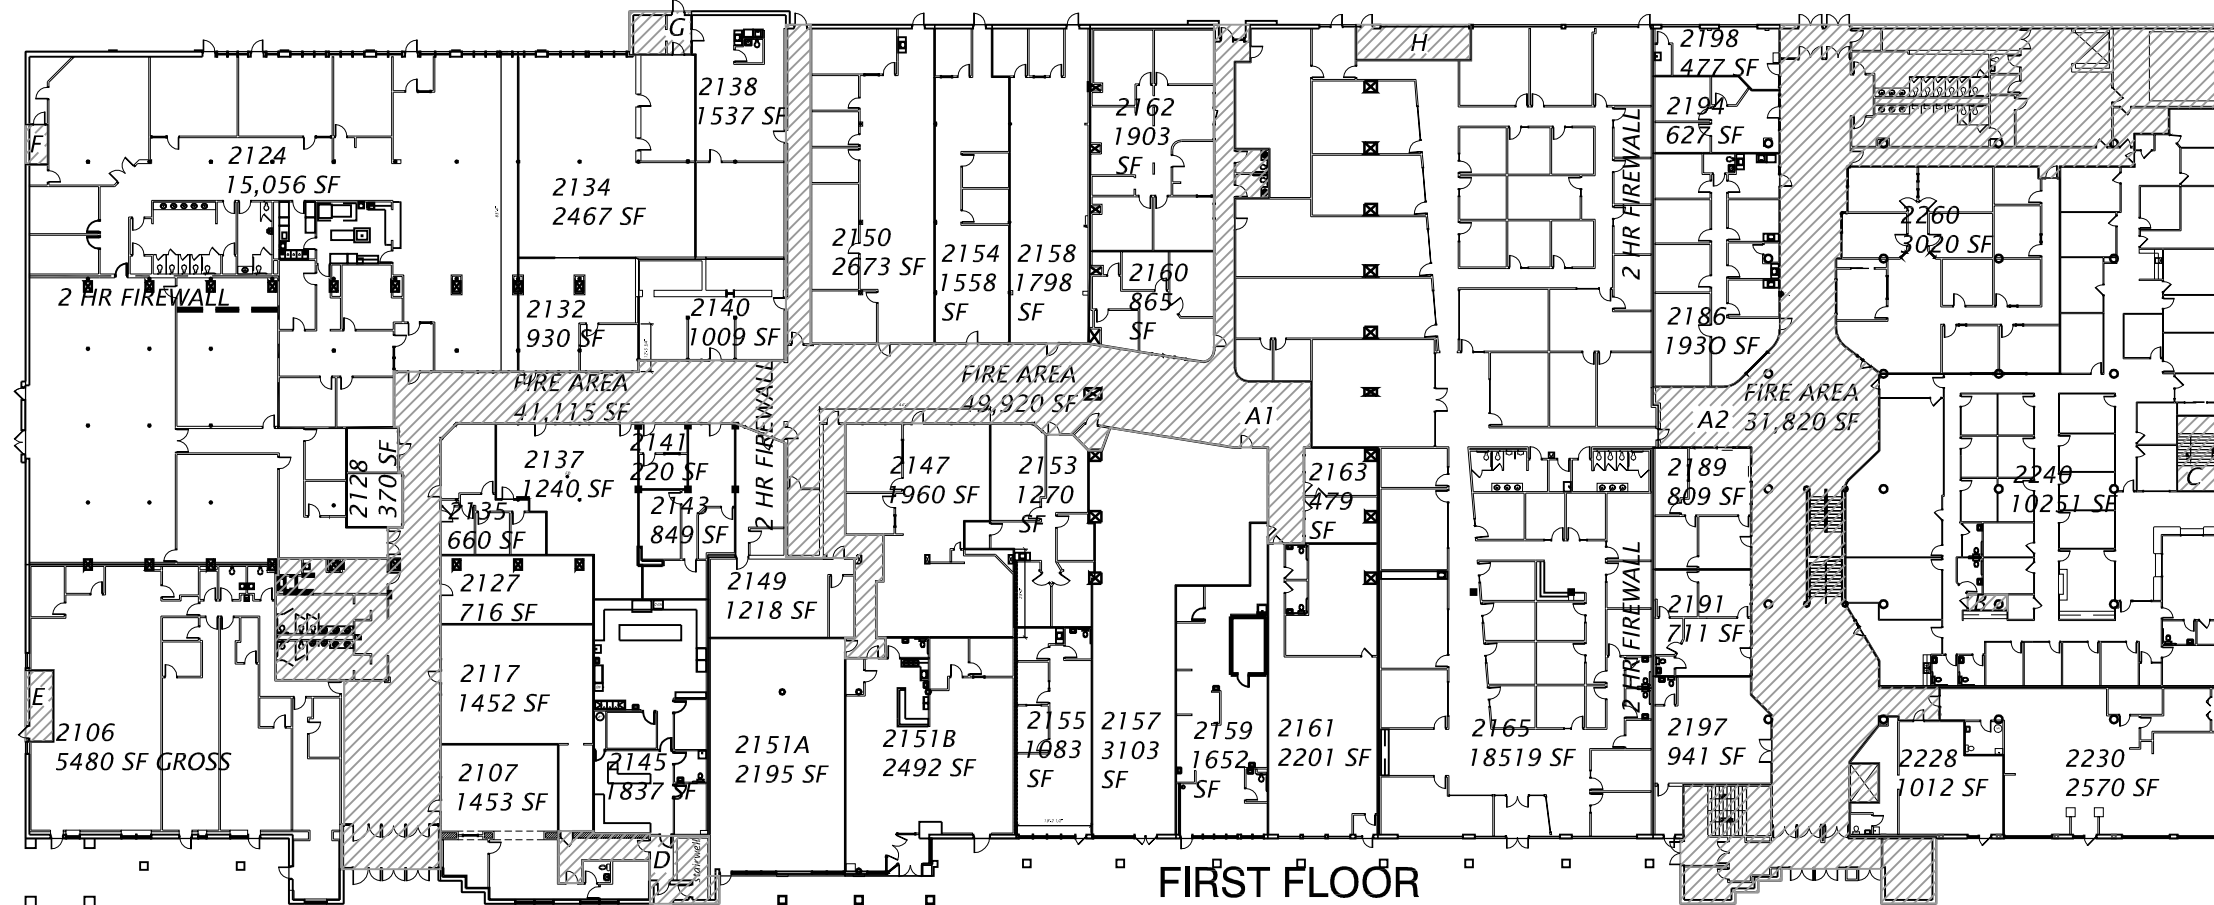 G
2138
1537 SF
H
2198
477 SF
2194
627 SF
2162
1903
SF
F
2124
15,056 SF
2134
2467 SF
2 HR FIREWALL
2260
3020 SF
2150
2673 SF
2154
1558
SF
2158
1798
SF
2160
865
SF
2 HR FIREWALL
2132
930 SF
2140
1009 SF
2186
1930 SF
FIRE AREA
41,115 SF
2 HR FIREWALL
FIRE AREA
49,920 SF
A1
A2
FIRE AREA
31,820 SF
2128
370 SF
2137
1240 SF
2141
220 SF
2147
1960 SF
2153
1270
SF
2163
479
SF
2189
809 SF
2240
10251 SF
C
2135
660 SF
2143
849 SF
2127
716 SF
2149
1218 SF
2 HR FIREWALL
2191
711 SF
B
2117
1452 SF
E
2106
5480 SF GROSS
2107
1453 SF
2145
1837 SF
2151A
2195 SF
2151B
2492 SF
2155
1083
SF
2157
3103
SF
2159
1652
SF
2161
2201 SF
2165
18519 SF
2197
941 SF
2228
1012 SF
2230
2570 SF
D
stairwell
FIRST FLOOR